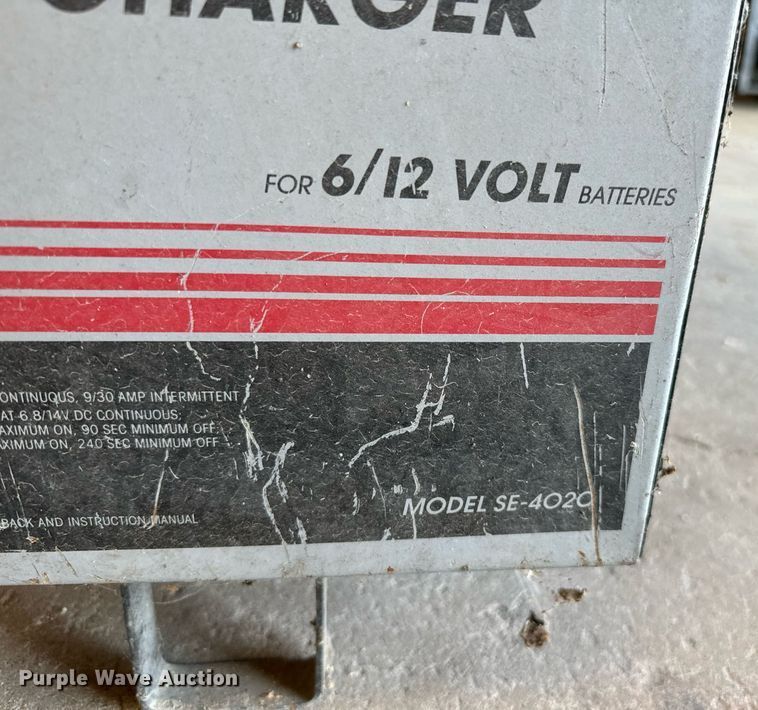 CHARGER
FOR 6/12 VOLT BATTERIES
CONTINUOUS, 9/30 AMP INTERMITTENT
AT 6.8/14V DC CONTINUOUS;
AXIMUM ON, 90 SEC MINIMUM OFF;
AXIMUM ON, 240 SEC MINIMUM OFF
BACK AND INSTRUCTION MANUAL
MODEL SE-4020
Purple Wave Auction